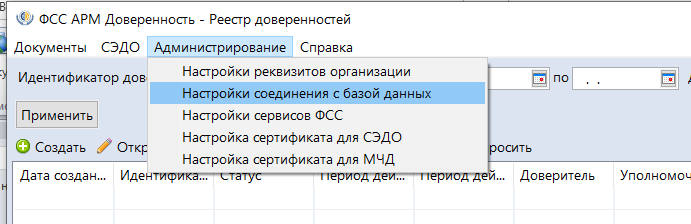 ФСС АРМ Доверенность - Реестр доверенностей
Документы СЭДО Администрирование Справка
Настройки реквизитов организации
Идентификатор дов по . .
Настройки соединения с базой данных
Применить
Настройки сервисов ФСС
Настройка сертификата для СЭДО
Создать Откр росить
Настройка сертификата для МЧД
Дата создан... Идентифика... Статус Период дей... Период дей... Доверитель Уполномоч